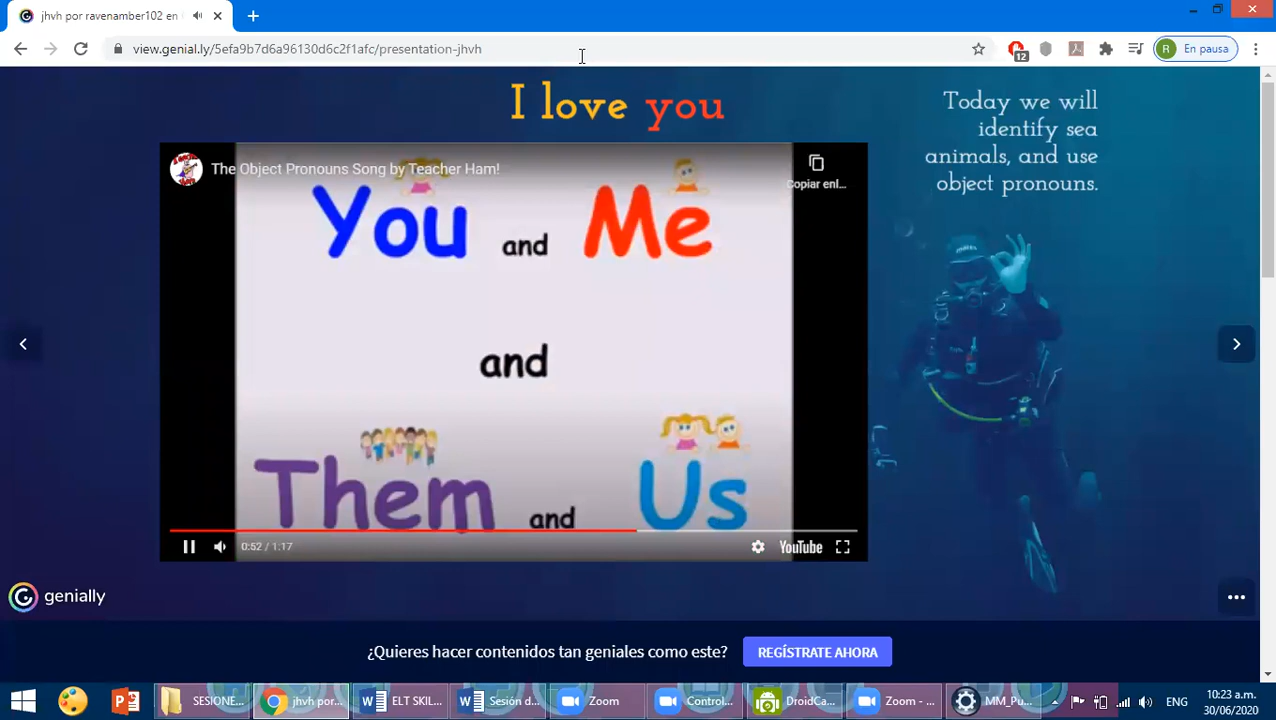 jhvh por ravenamber102 en
view.genial.ly/5efa9b7d6a96130d6c2f1afc/presentation-jhvh
12
R En pausa
I love you
Today we will
identify sea
animals, and use
object pronouns.
The Object Pronouns Song by Teacher Ham!
Copiar enl...
You and Me
and
Them and Us
0:52 / 1:17
YouTube
genially
¿Quieres hacer contenidos tan geniales como este?
REGÍSTRATE AHORA
SESIONE...
jhvh por...
ELT SKIL...
Sesión d...
Zoom
Control...
DroidCa...
Zoom - ...
MM_Pu...
ENG
10:23 a.m.
30/06/2020